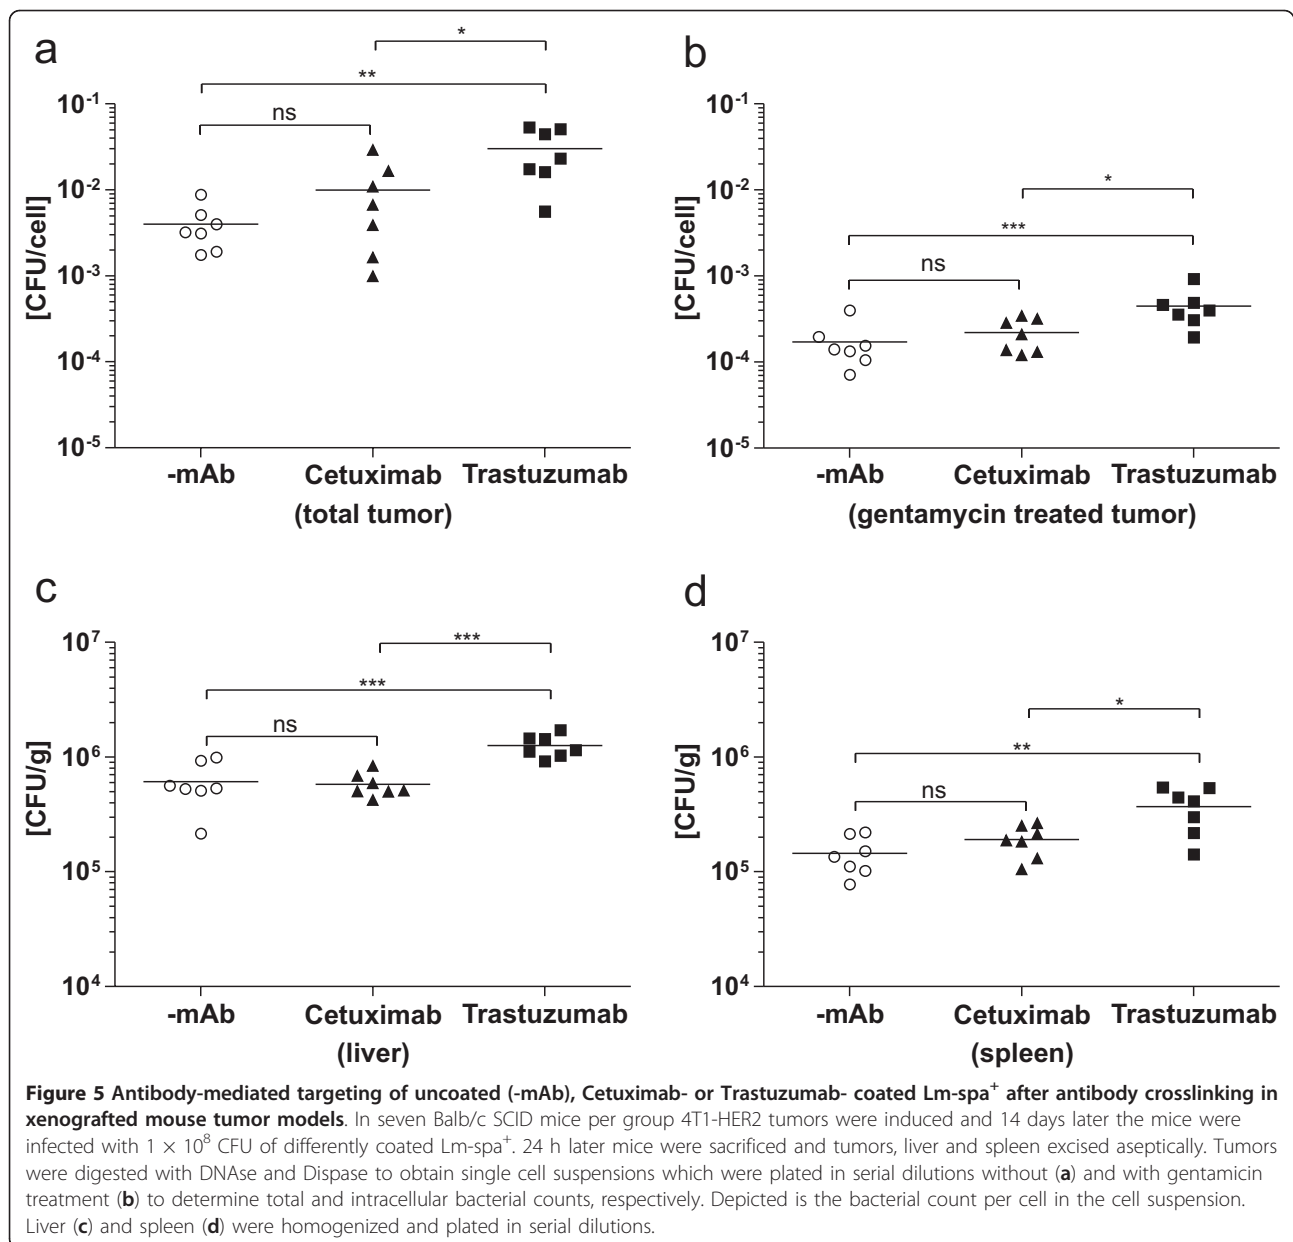 a
*
**
ns
10⁻¹
10⁻²
10⁻³
10⁻⁴
10⁻⁵
[CFU/cell]
-mAb Cetuximab Trastuzumab
(total tumor)
b
*
***
ns
10⁻¹
10⁻²
10⁻³
10⁻⁴
10⁻⁵
[CFU/cell]
-mAb Cetuximab Trastuzumab
(gentamycin treated tumor)
c
***
***
ns
10⁷
10⁶
10⁵
10⁴
[CFU/g]
-mAb Cetuximab Trastuzumab
(liver)
d
*
**
ns
10⁷
10⁶
10⁵
10⁴
[CFU/g]
-mAb Cetuximab Trastuzumab
(spleen)
Figure 5 Antibody-mediated targeting of uncoated (-mAb), Cetuximab- or Trastuzumab- coated Lm-spa⁺ after antibody crosslinking in
xenografted mouse tumor models. In seven Balb/c SCID mice per group 4T1-HER2 tumors were induced and 14 days later the mice were
infected with 1 × 10⁸ CFU of differently coated Lm-spa⁺. 24 h later mice were sacrificed and tumors, liver and spleen excised aseptically. Tumors
were digested with DNAse and Dispase to obtain single cell suspensions which were plated in serial dilutions without (a) and with gentamicin
treatment (b) to determine total and intracellular bacterial counts, respectively. Depicted is the bacterial count per cell in the cell suspension.
Liver (c) and spleen (d) were homogenized and plated in serial dilutions.